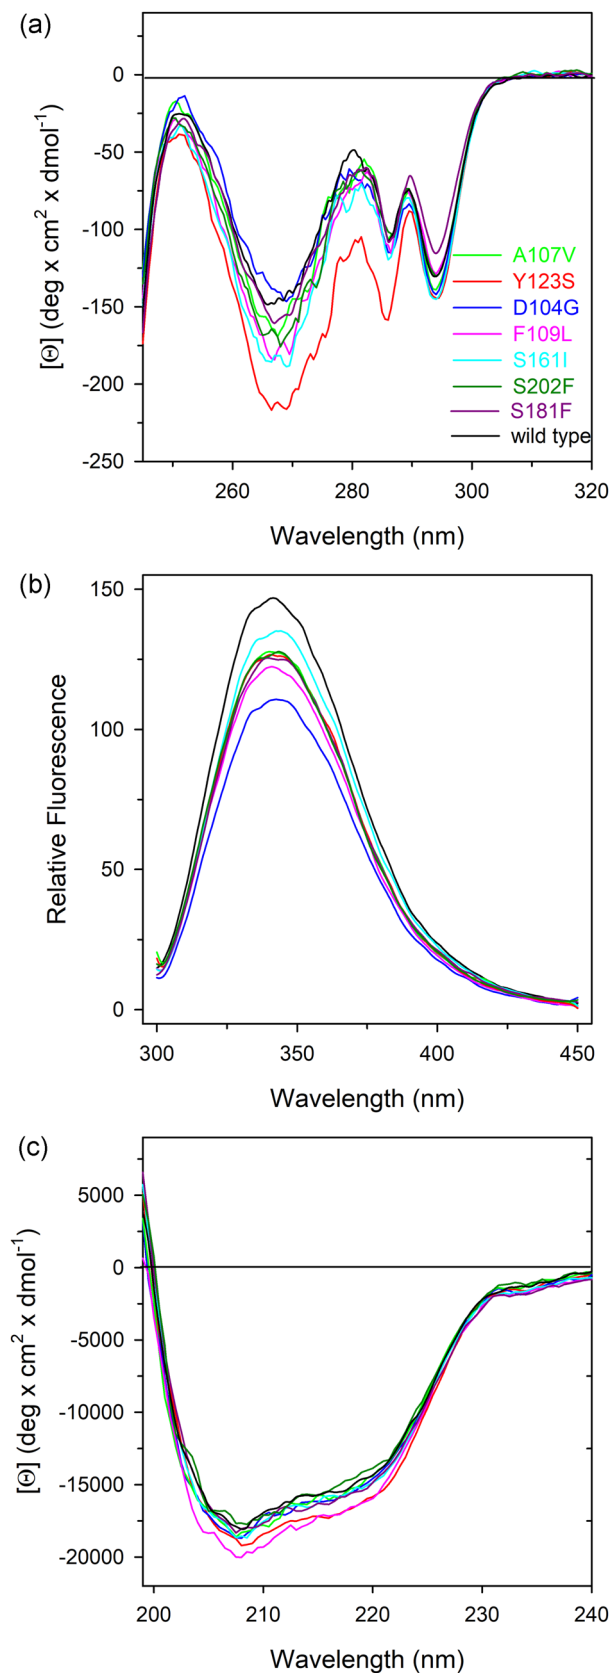 (a)
0
-50
-100
-150
-200
-250
[Θ] (deg x cm² x dmol⁻¹)
A107V
Y123S
D104G
F109L
S161I
S202F
S181F
wild type
260 280 300 320
Wavelength (nm)
(b)
150
100
50
0
Relative Fluorescence
300 350 400 450
Wavelength (nm)
(c)
5000
0
-5000
-10000
-15000
-20000
[Θ] (deg x cm² x dmol⁻¹)
200 210 220 230 240
Wavelength (nm)